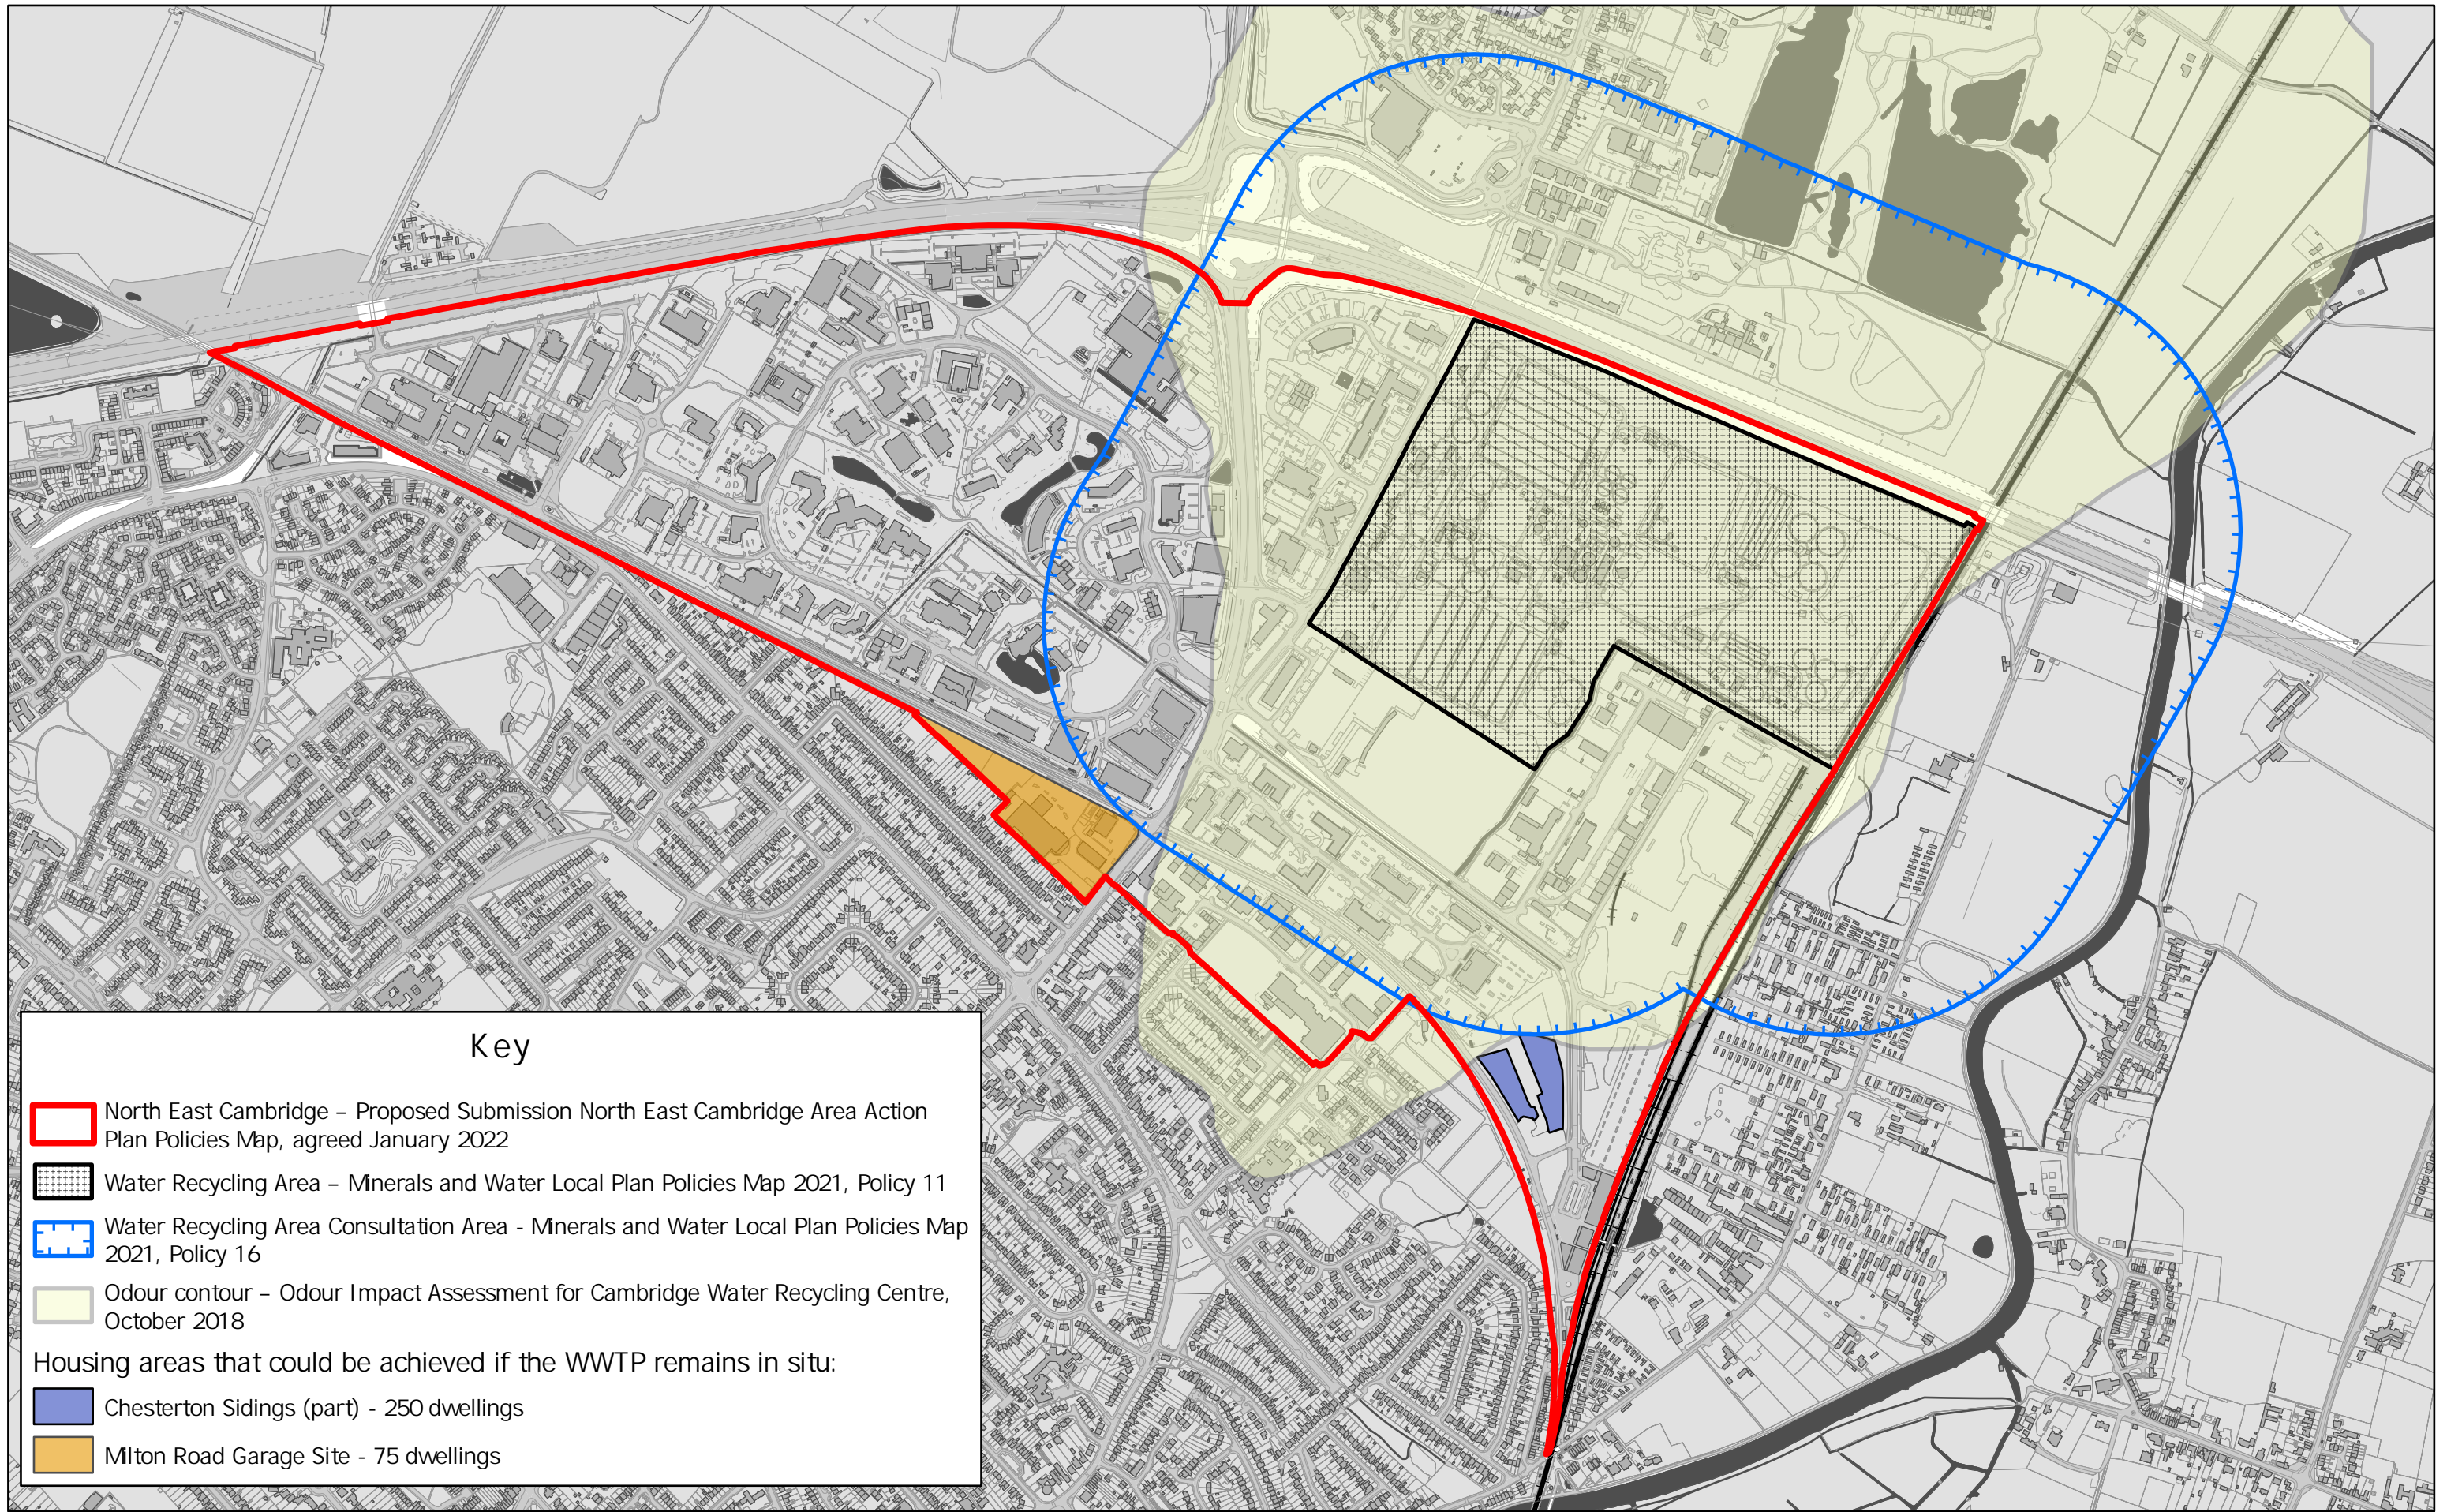 Key
North East Cambridge – Proposed Submission North East Cambridge Area Action
Plan Policies Map, agreed January 2022
Water Recycling Area – Minerals and Water Local Plan Policies Map 2021, Policy 11
Water Recycling Area Consultation Area - Minerals and Water Local Plan Policies Map
2021, Policy 16
Odour contour – Odour Impact Assessment for Cambridge Water Recycling Centre,
October 2018
Housing areas that could be achieved if the WWTP remains in situ:
Chesterton Sidings (part) - 250 dwellings
Milton Road Garage Site - 75 dwellings